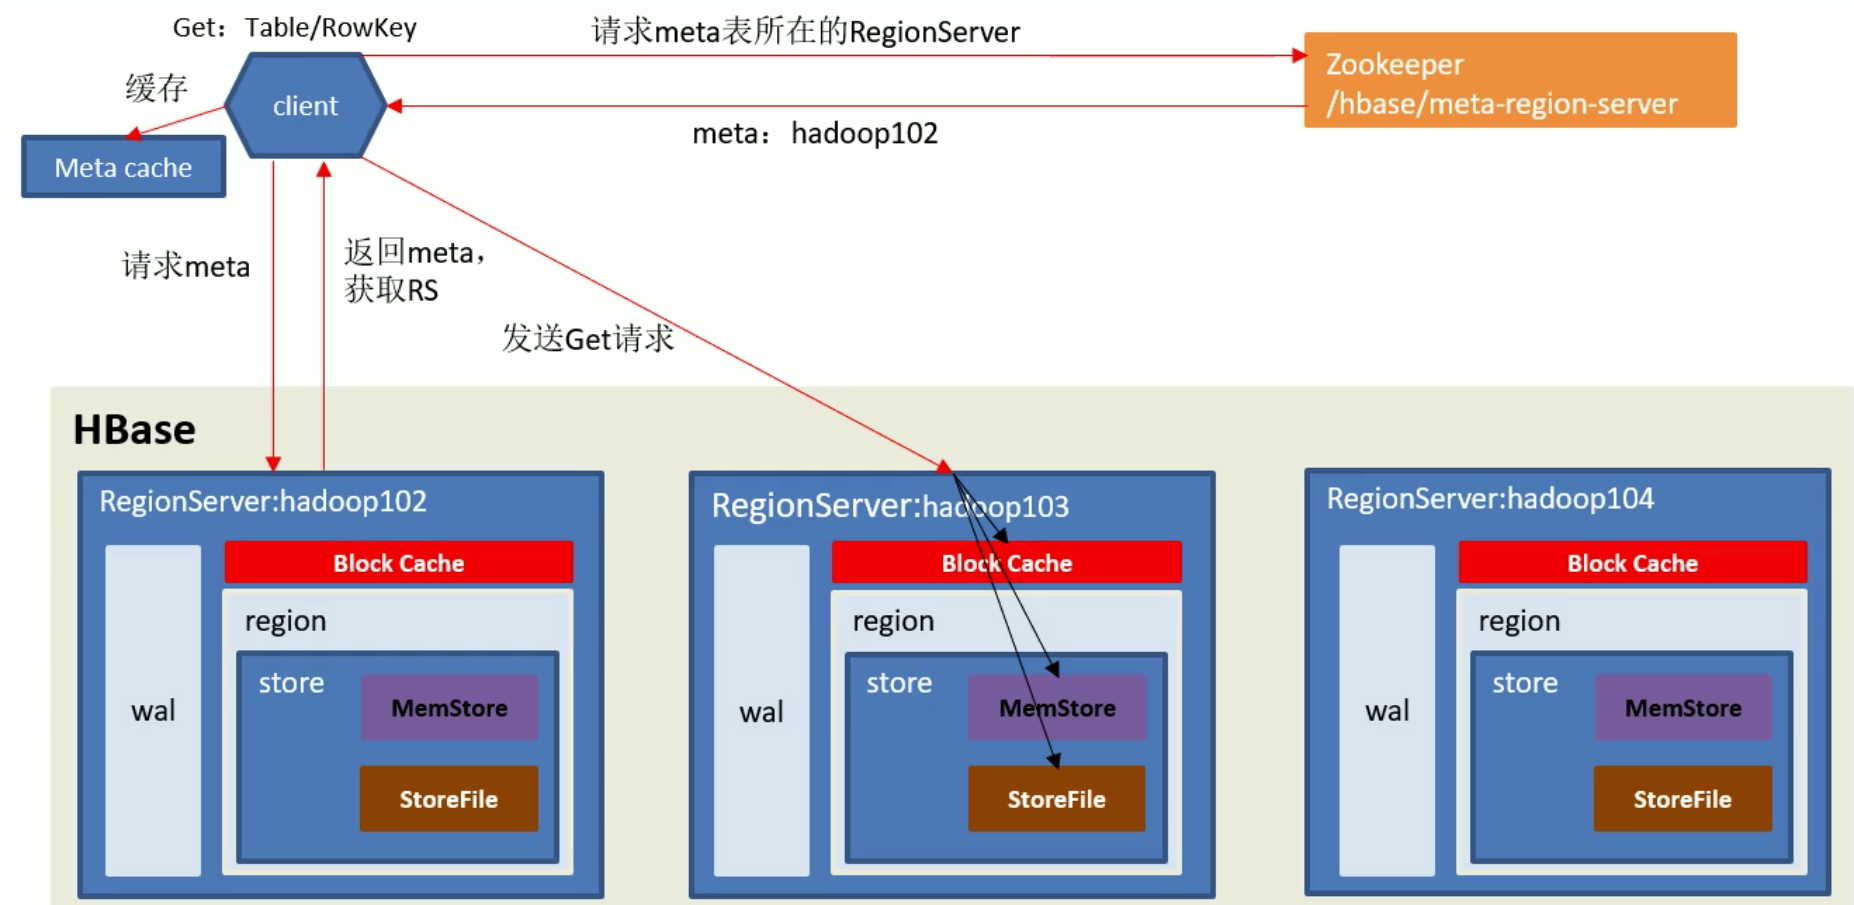 Get：Table/RowKey
请求meta表所在的RegionServer
缓存
client
Zookeeper
/hbase/meta-region-server
meta：hadoop102
Meta cache
请求meta
返回meta，
获取RS
发送Get请求
HBase
RegionServer:hadoop102
Block Cache
region
store
MemStore
wal
StoreFile
RegionServer:hadoop103
Block Cache
region
store
MemStore
wal
StoreFile
RegionServer:hadoop104
Block Cache
region
store
MemStore
wal
StoreFile